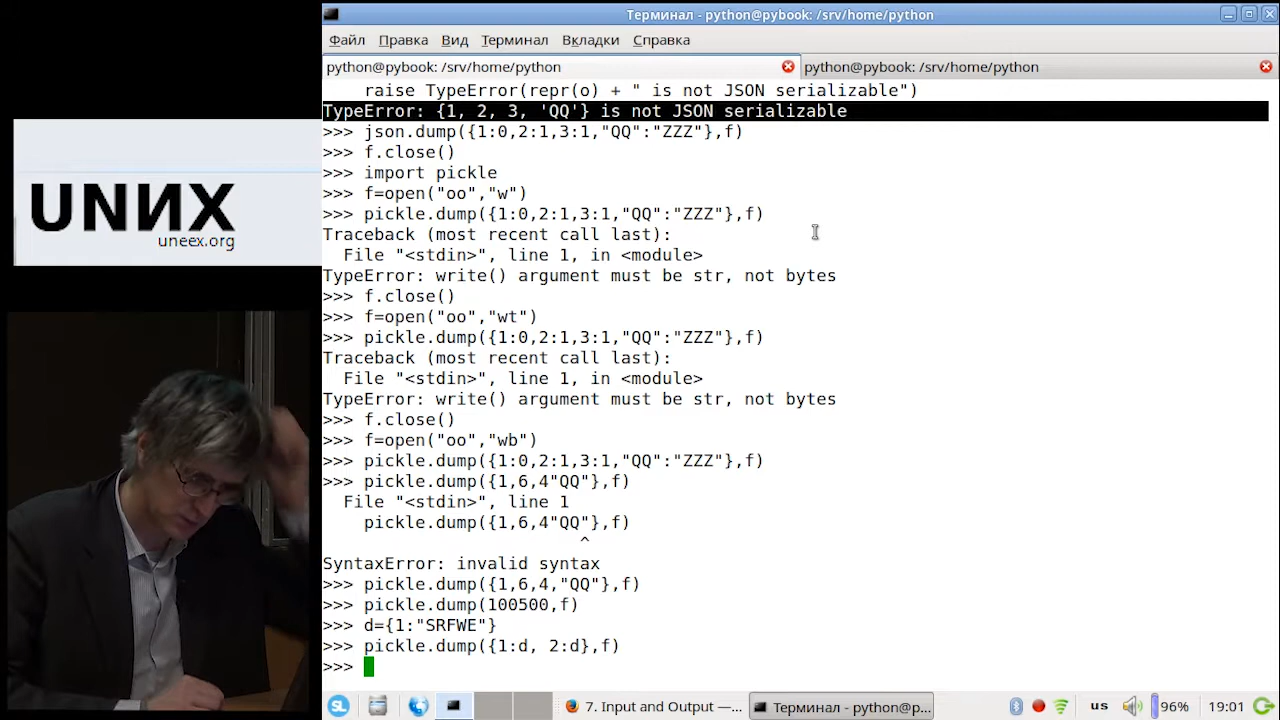 Терминал - python@pybook: /srv/home/python
Файл Правка Вид Терминал Вкладки Справка
python@pybook: /srv/home/python python@pybook: /srv/home/python
    raise TypeError(repr(o) + " is not JSON serializable")
TypeError: {1, 2, 3, 'QQ'} is not JSON serializable
>>> json.dump({1:0,2:1,3:1,"QQ":"ZZZ"},f)
>>> f.close()
>>> import pickle
>>> f=open("oo","w")
>>> pickle.dump({1:0,2:1,3:1,"QQ":"ZZZ"},f)
Traceback (most recent call last):
  File "<stdin>", line 1, in <module>
TypeError: write() argument must be str, not bytes
>>> f.close()
>>> f=open("oo","wt")
>>> pickle.dump({1:0,2:1,3:1,"QQ":"ZZZ"},f)
Traceback (most recent call last):
  File "<stdin>", line 1, in <module>
TypeError: write() argument must be str, not bytes
>>> f.close()
>>> f=open("oo","wb")
>>> pickle.dump({1:0,2:1,3:1,"QQ":"ZZZ"},f)
>>> pickle.dump({1,6,4"QQ"},f)
  File "<stdin>", line 1
    pickle.dump({1,6,4"QQ"},f)
                         ^
SyntaxError: invalid syntax
>>> pickle.dump({1,6,4,"QQ"},f)
>>> pickle.dump(100500,f)
>>> d={1:"SRFWE"}
>>> pickle.dump({1:d, 2:d},f)
>>>
UNИX
uneex.org
SL 7. Input and Output —... Терминал - python@p... us 96% 19:01